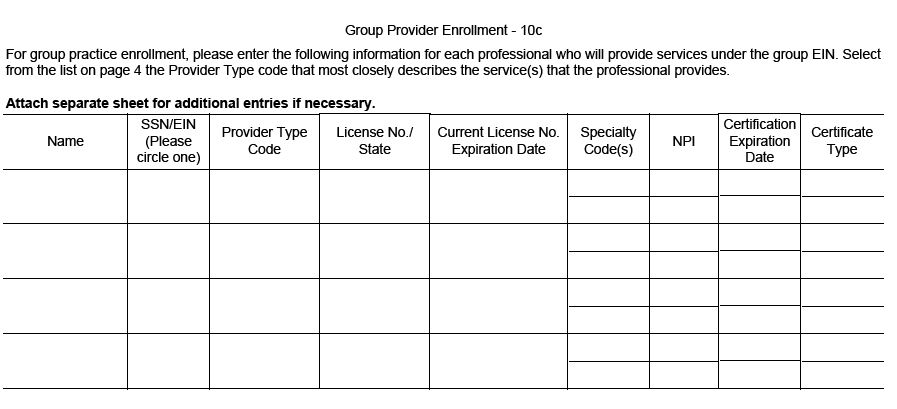 Group Provider Enrollment - 10c
For group practice enrollment, please enter the following information for each professional who will provide services under the group EIN. Select
from the list on page 4 the Provider Type code that most closely describes the service(s) that the professional provides.
Attach separate sheet for additional entries if necessary.
Name
SSN/EIN
(Please
circle one)
Provider Type
Code
License No./
State
Current License No.
Expiration Date
Specialty
Code(s)
NPI
Certification
Expiration
Date
Certificate
Type